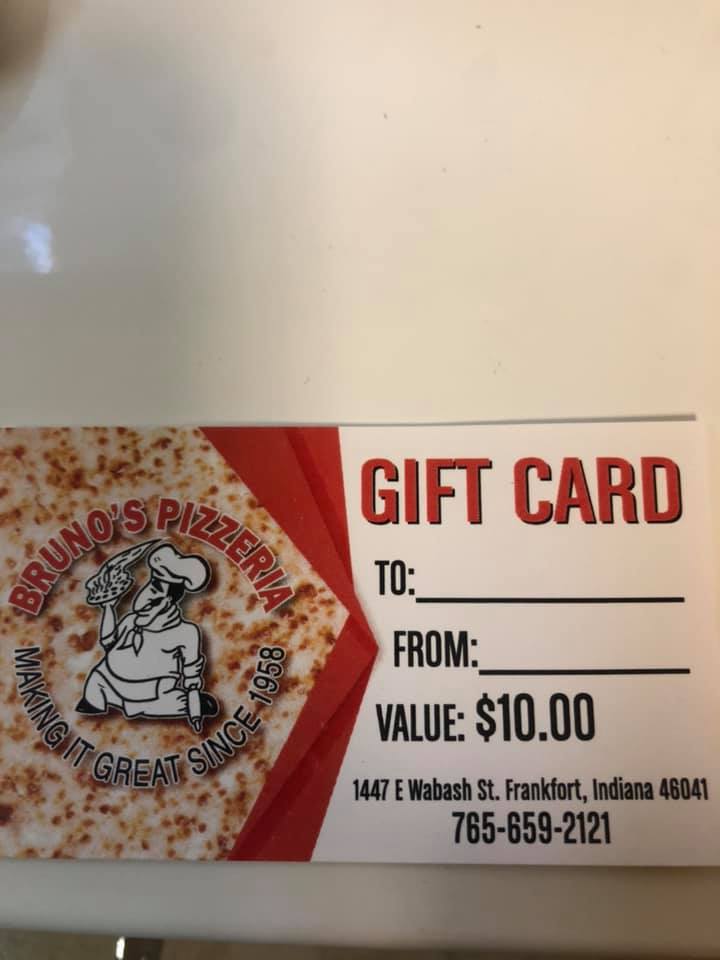 BRUNO'S PIZZERIA
MAKING IT GREAT SINCE 1958
GIFT CARD
TO:
FROM:
VALUE: $10.00
1447 E Wabash St. Frankfort, Indiana 46041
765-659-2121